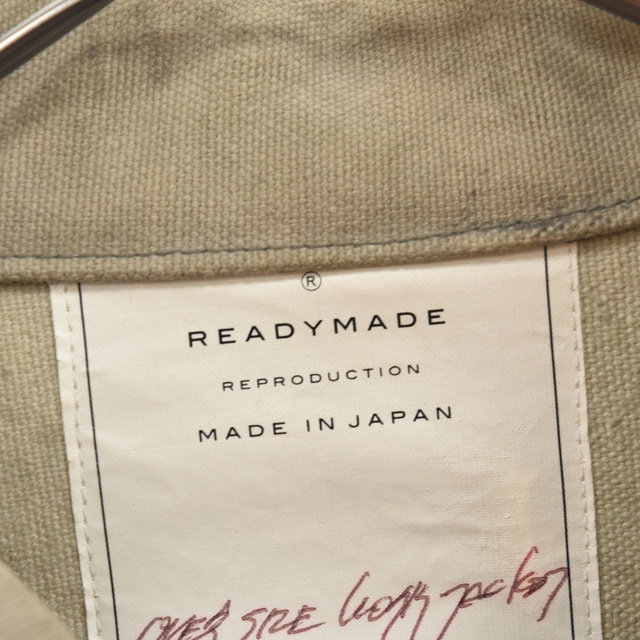 ®
READYMADE
REPRODUCTION
MADE IN JAPAN
OVER SIZE WORK JACKET